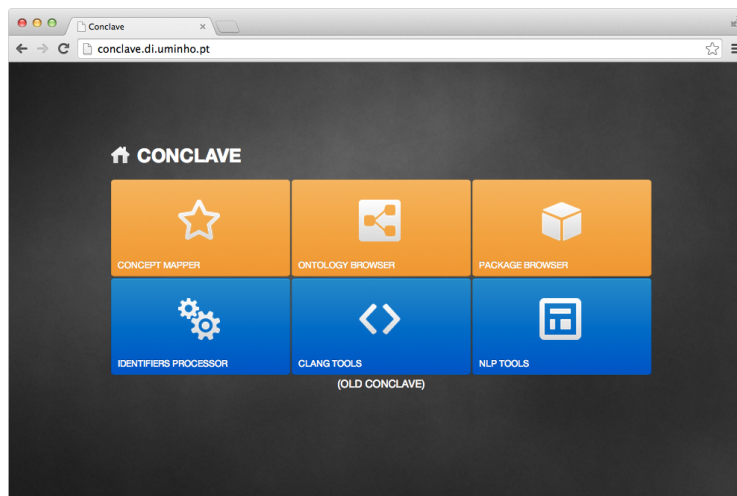 Conclave
conclave.di.uminho.pt
CONCLAVE
CONCEPT MAPPER
ONTOLOGY BROWSER
PACKAGE BROWSER
IDENTIFIERS PROCESSOR
CLANG TOOLS
NLP TOOLS
(OLD CONCLAVE)